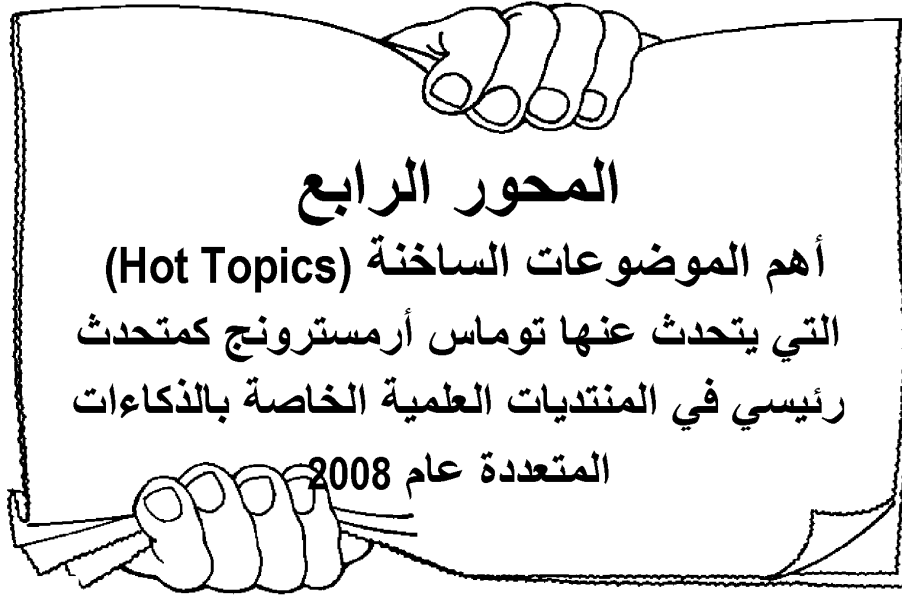 المحور الرابع
أهم الموضوعات الساخنة (Hot Topics)
التي يتحدث عنها توماس أرمسترونج كمتحدث
رئيسي في المنتديات العلمية الخاصة بالذكاءات
المتعددة عام 2008